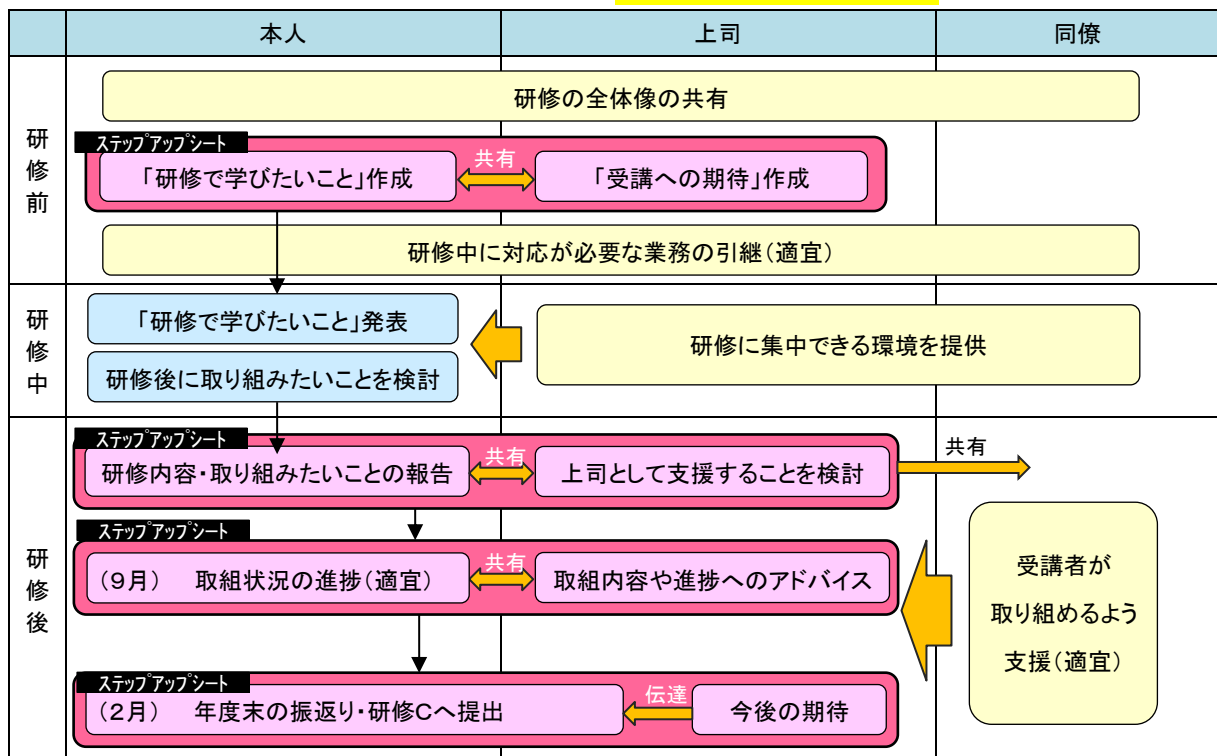 本人 上司 同僚
研修前
研修の全体像の共有
ステップアップシート
「研修で学びたいこと」作成 共有 「受講への期待」作成
研修中に対応が必要な業務の引継(適宜)
研修中
「研修で学びたいこと」発表
研修に集中できる環境を提供
研修後に取り組みたいことを検討
研修後
ステップアップシート
研修内容・取り組みたいことの報告 共有 上司として支援することを検討 共有
ステップアップシート
(9月) 取組状況の進捗(適宜) 共有 取組内容や進捗へのアドバイス
受講者が
取り組めるよう
支援(適宜)
ステップアップシート
(2月) 年度末の振返り・研修Cへ提出 伝達 今後の期待